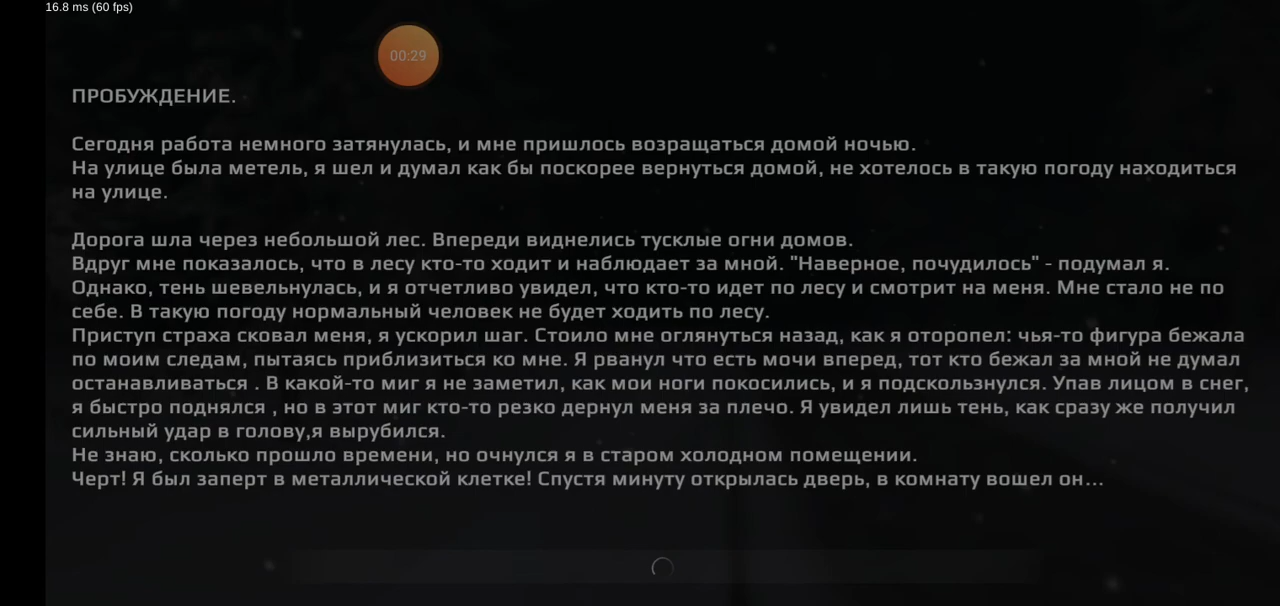 16.8 ms (60 fps)
00:29
ПРОБУЖДЕНИЕ.
Сегодня работа немного затянулась, и мне пришлось возращаться домой ночью.
На улице была метель, я шел и думал как бы поскорее вернуться домой, не хотелось в такую погоду находиться
на улице.
Дорога шла через небольшой лес. Впереди виднелись тусклые огни домов.
Вдруг мне показалось, что в лесу кто-то ходит и наблюдает за мной. "Наверное, почудилось" - подумал я.
Однако, тень шевельнулась, и я отчетливо увидел, что кто-то идет по лесу и смотрит на меня. Мне стало не по
себе. В такую погоду нормальный человек не будет ходить по лесу.
Приступ страха сковал меня, я ускорил шаг. Стоило мне оглянуться назад, как я оторопел: чья-то фигура бежала
по моим следам, пытаясь приблизиться ко мне. Я рванул что есть мочи вперед, тот кто бежал за мной не думал
останавливаться . В какой-то миг я не заметил, как мои ноги покосились, и я подскользнулся. Упав лицом в снег,
я быстро поднялся , но в этот миг кто-то резко дернул меня за плечо. Я увидел лишь тень, как сразу же получил
сильный удар в голову,я вырубился.
Не знаю, сколько прошло времени, но очнулся я в старом холодном помещении.
Черт! Я был заперт в металлической клетке! Спустя минуту открылась дверь, в комнату вошел он...